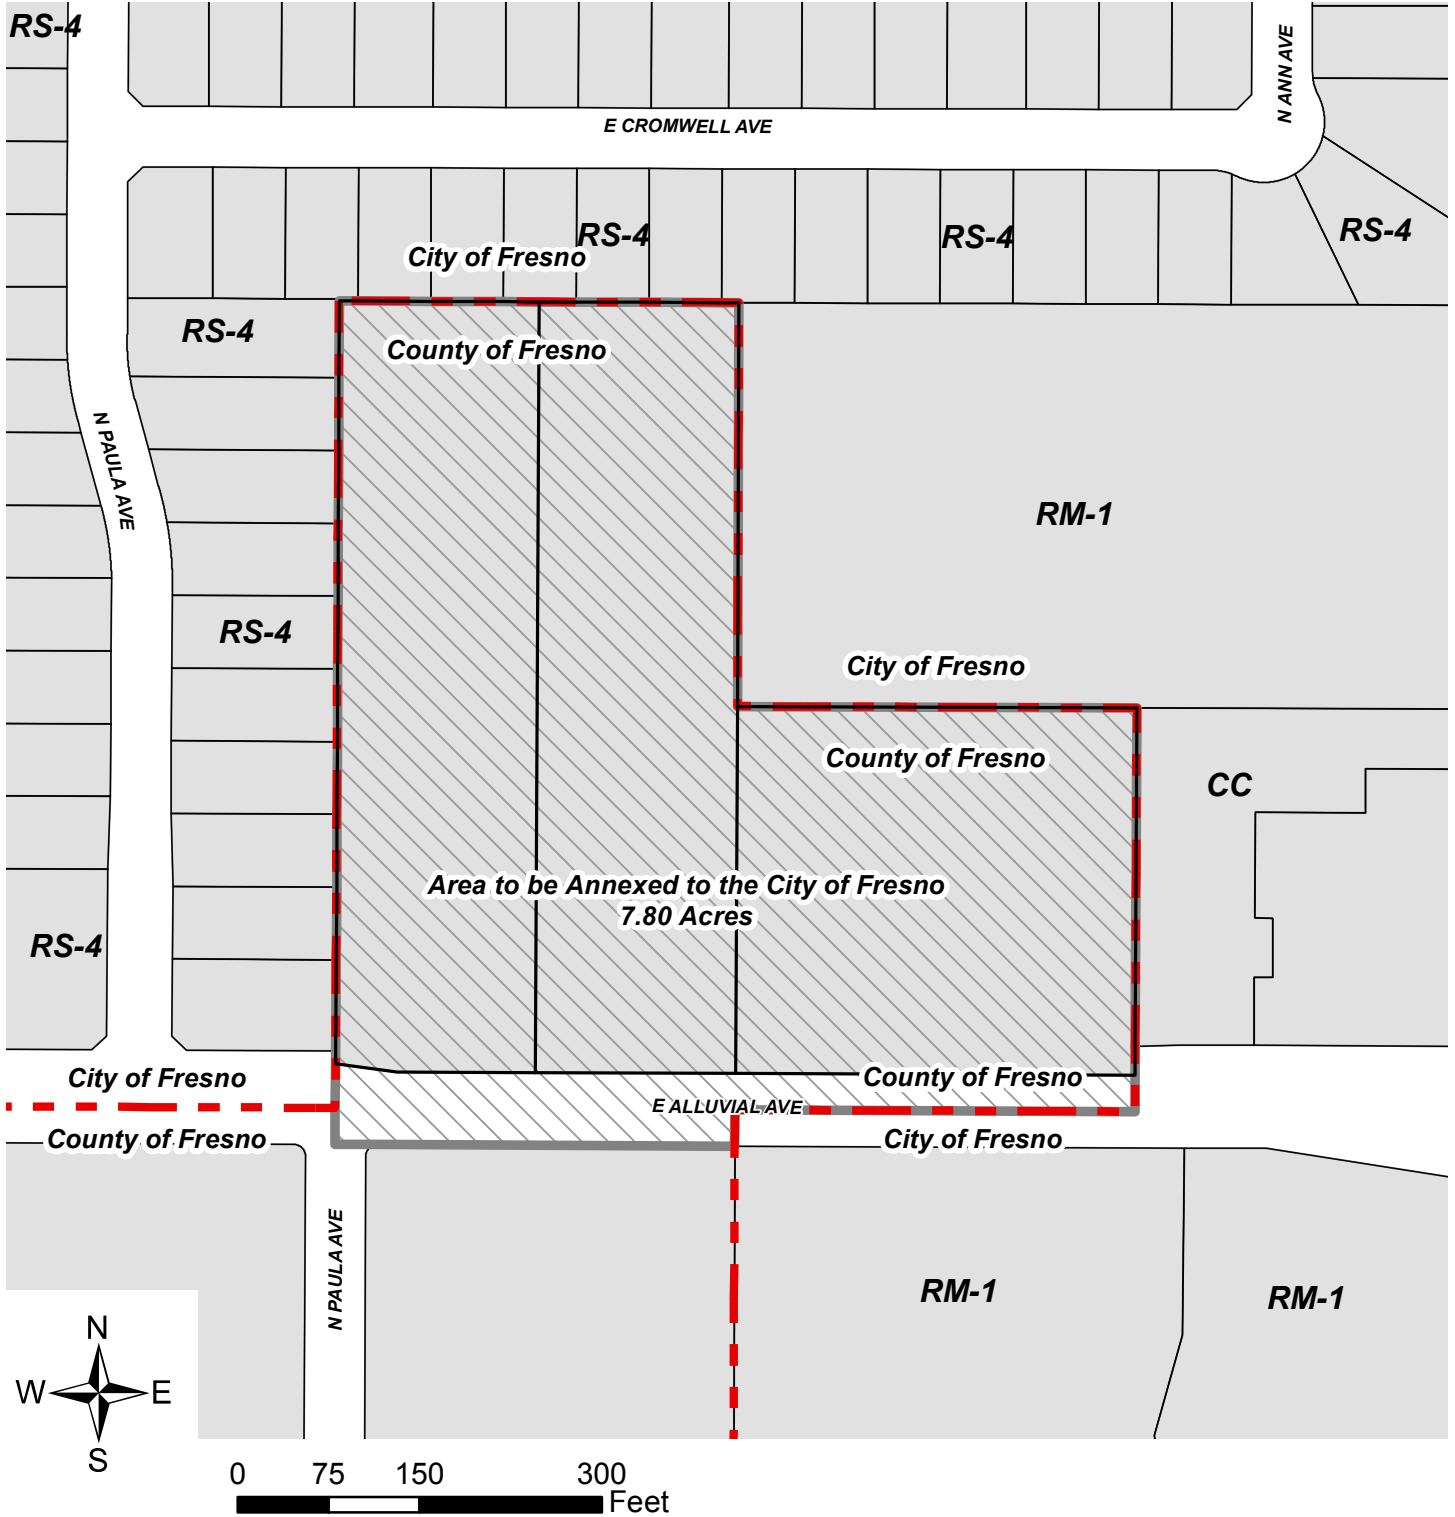 RS-4
N ANN AVE
E CROMWELL AVE
RS-4
RS-4
RS-4
City of Fresno
RS-4
County of Fresno
N PAULA AVE
RM-1
RS-4
City of Fresno
County of Fresno
CC
Area to be Annexed to the City of Fresno
7.80 Acres
RS-4
City of Fresno
County of Fresno
E ALLUVIAL AVE
County of Fresno
City of Fresno
N PAULA AVE
RM-1
RM-1
N
W E
S
0 75 150 300
Feet